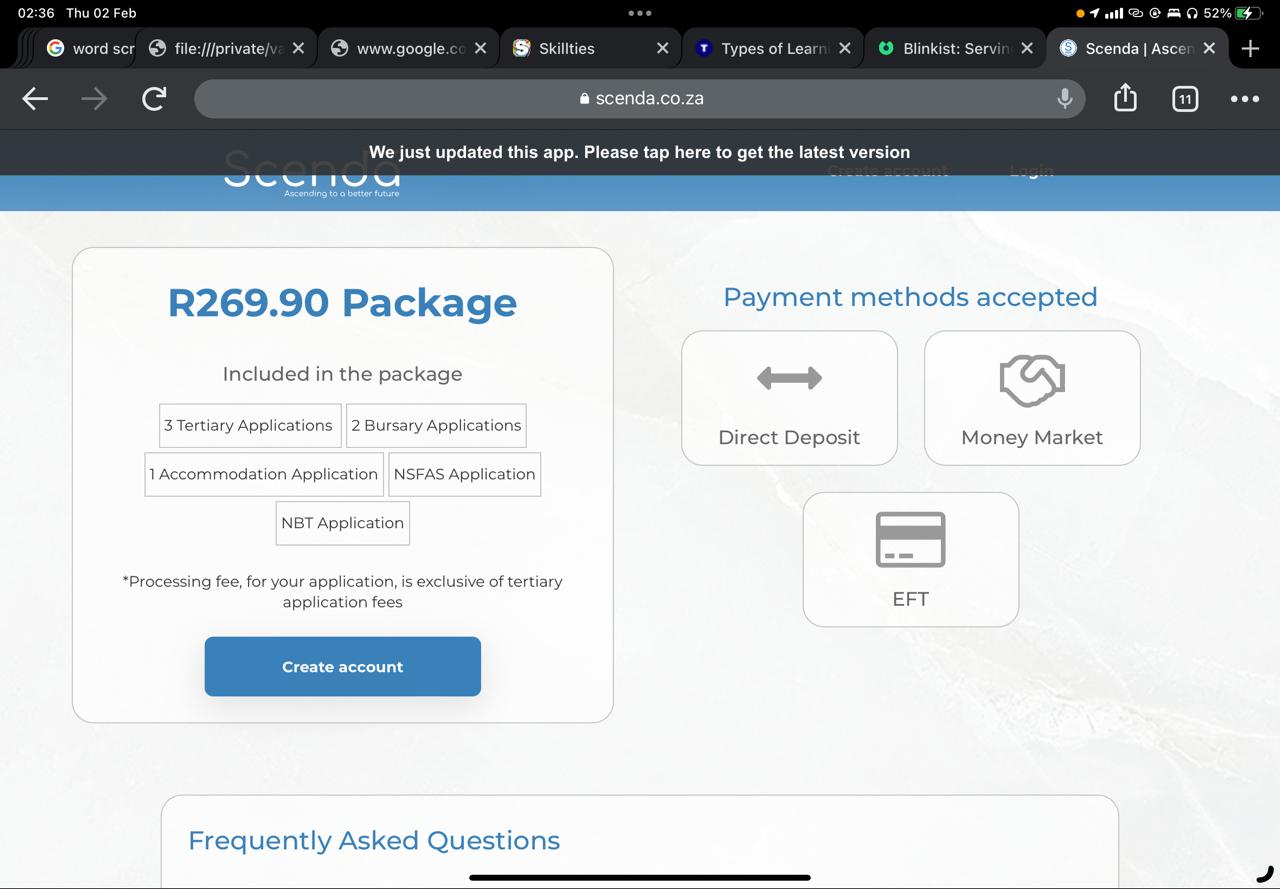 02:36 Thu 02 Feb
52%
word scr
file:///private/va
www.google.co
Skillties
Types of Learni
Blinkist: Servin
Scenda | Ascen
scenda.co.za
11
We just updated this app. Please tap here to get the latest version
Scenda
Ascending to a better future
Create account
Login
R269.90 Package
Included in the package
3 Tertiary Applications
2 Bursary Applications
1 Accommodation Application
NSFAS Application
NBT Application
*Processing fee, for your application, is exclusive of tertiary
application fees
Create account
Payment methods accepted
Direct Deposit
Money Market
EFT
Frequently Asked Questions